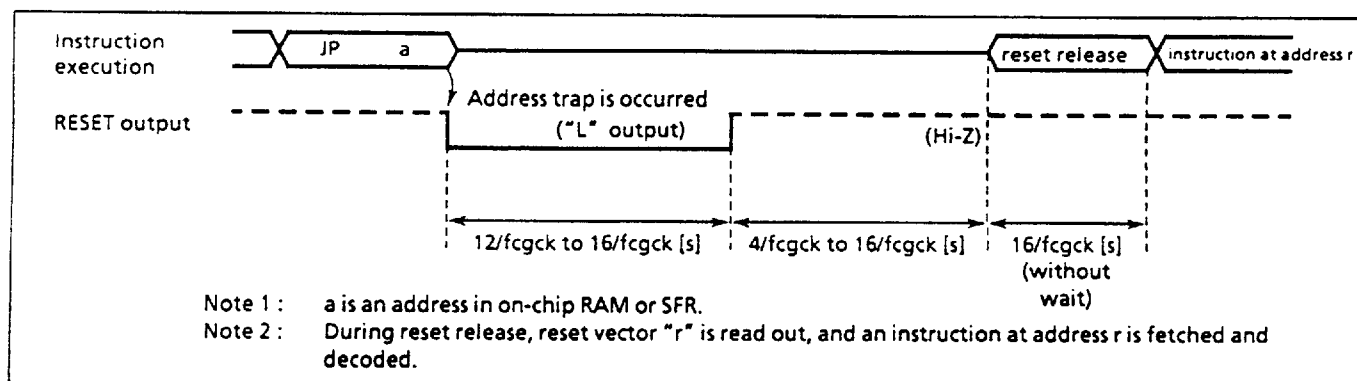 Instruction execution
JP a
reset release
instruction at address r
Address trap is occurred
("L" output)
RESET output
(Hi-Z)
12/fcgck to 16/fcgck [s]
4/fcgck to 16/fcgck [s]
16/fcgck [s]
(without
wait)
Note 1 : a is an address in on-chip RAM or SFR.
Note 2 : During reset release, reset vector "r" is read out, and an instruction at address r is fetched and
decoded.